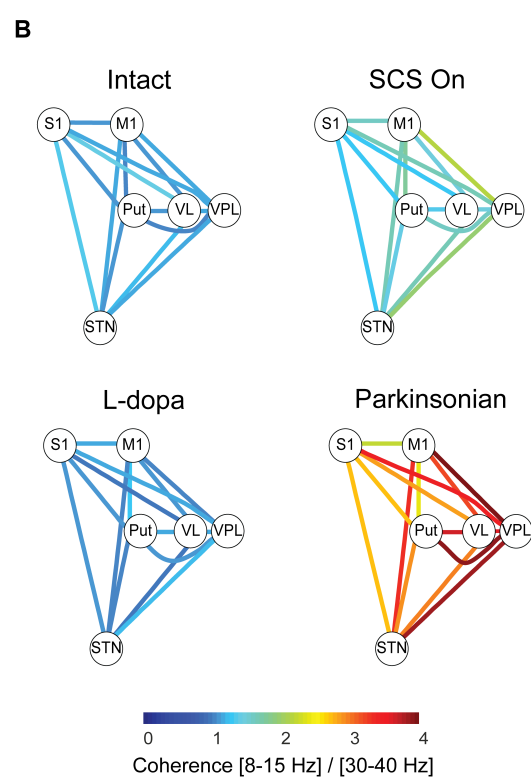 B
Intact
SCS On
S1 M1
Put VL VPL
STN
S1 M1
Put VL VPL
STN
L-dopa
Parkinsonian
S1 M1
Put VL VPL
STN
S1 M1
Put VL VPL
STN
0 1 2 3 4
Coherence [8-15 Hz] / [30-40 Hz]